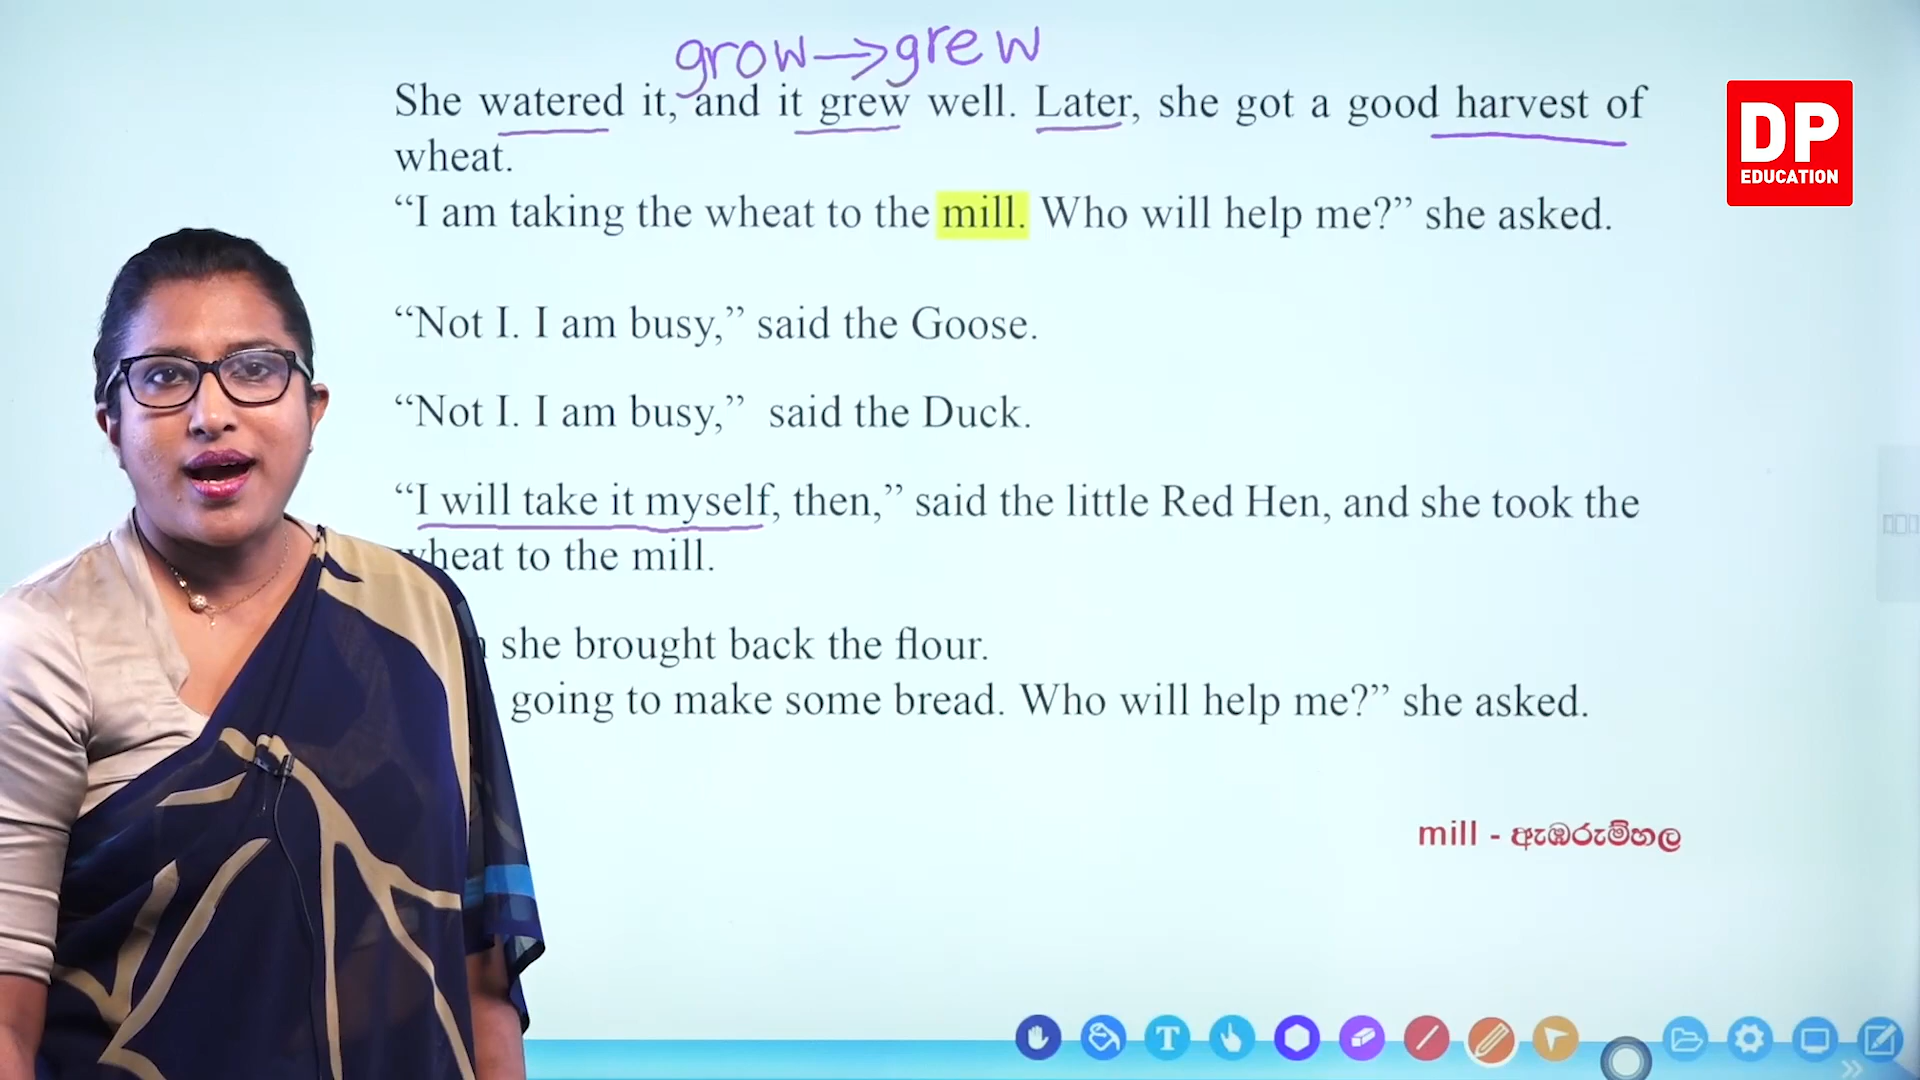 grow → grew
She watered it, and it grew well. Later, she got a good harvest of
wheat.
DP
EDUCATION
“I am taking the wheat to the mill. Who will help me?” she asked.
“Not I. I am busy,” said the Goose.
“Not I. I am busy,” said the Duck.
“I will take it myself, then,” said the little Red Hen, and she took the
wheat to the mill.
she brought back the flour.
going to make some bread. Who will help me?” she asked.
mill - ඇඹරුම්හල